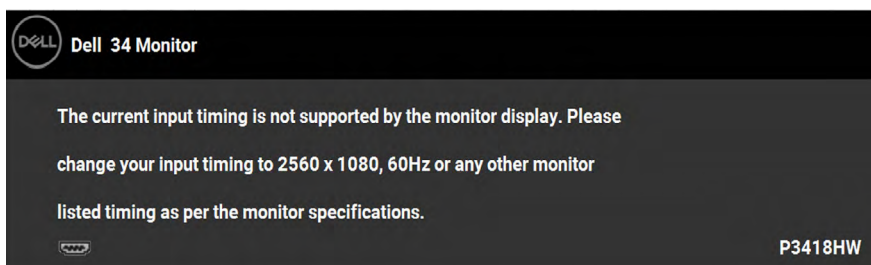 DELL
Dell 34 Monitor
The current input timing is not supported by the monitor display. Please
change your input timing to 2560 x 1080, 60Hz or any other monitor
listed timing as per the monitor specifications.
P3418HW